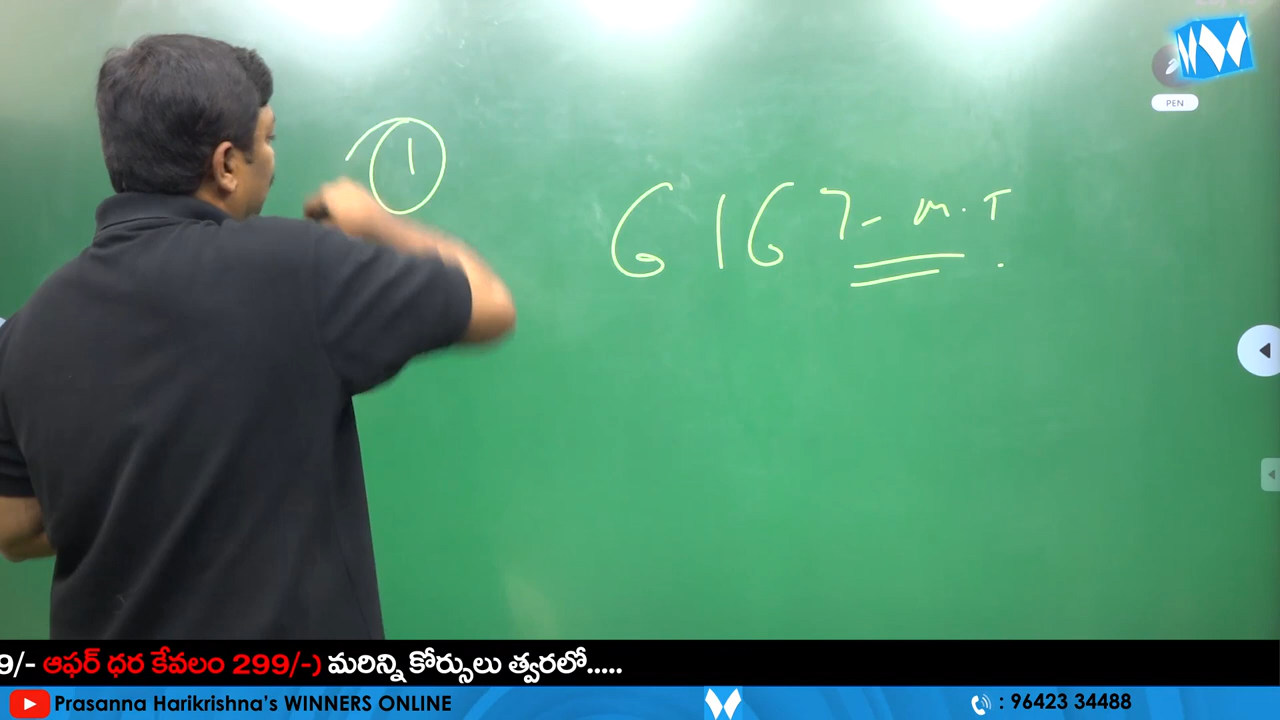 PEN
1
6167- M.T
9/- ఆఫర్ ధర కేవలం 299/-) మరిన్ని కోర్సులు త్వరలో.....
Prasanna Harikrishna's WINNERS ONLINE
: 96423 34488